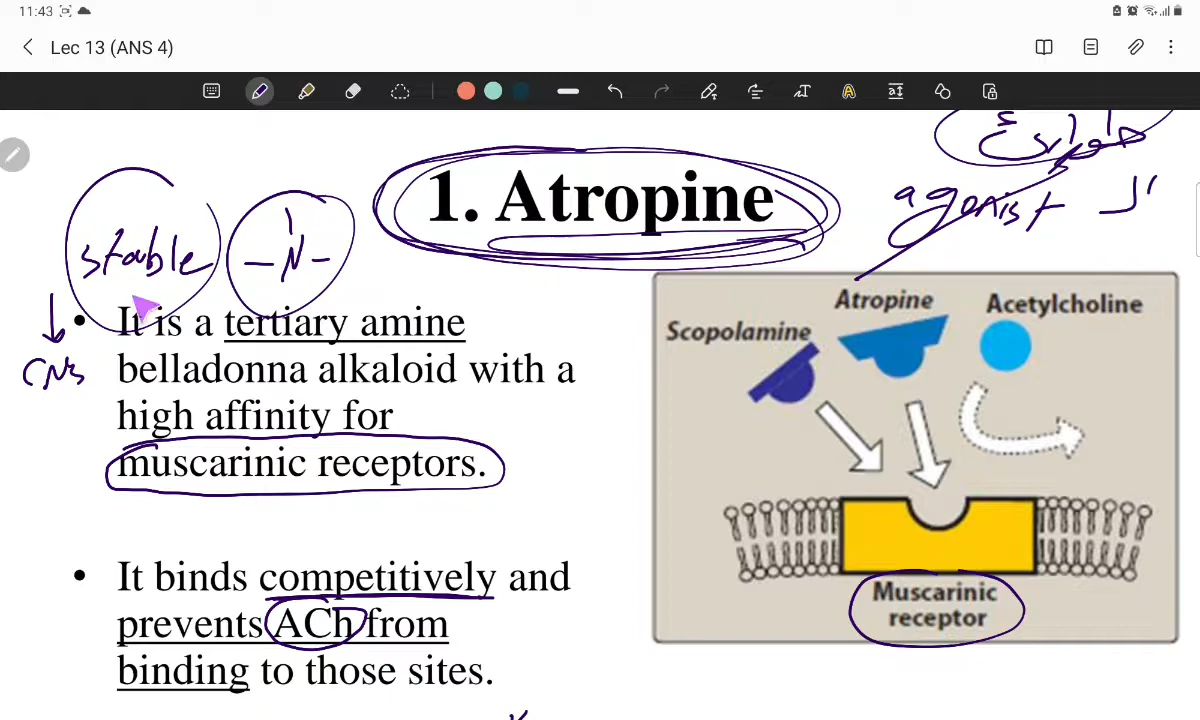 11:43
Lec 13 (ANS 4)
1. Atropine
agonist
stable
-N-
CNS
• It is a tertiary amine
belladonna alkaloid with a
high affinity for
muscarinic receptors.
• It binds competitively and
prevents ACh from
binding to those sites.
Scopolamine
Atropine
Acetylcholine
Muscarinic
receptor